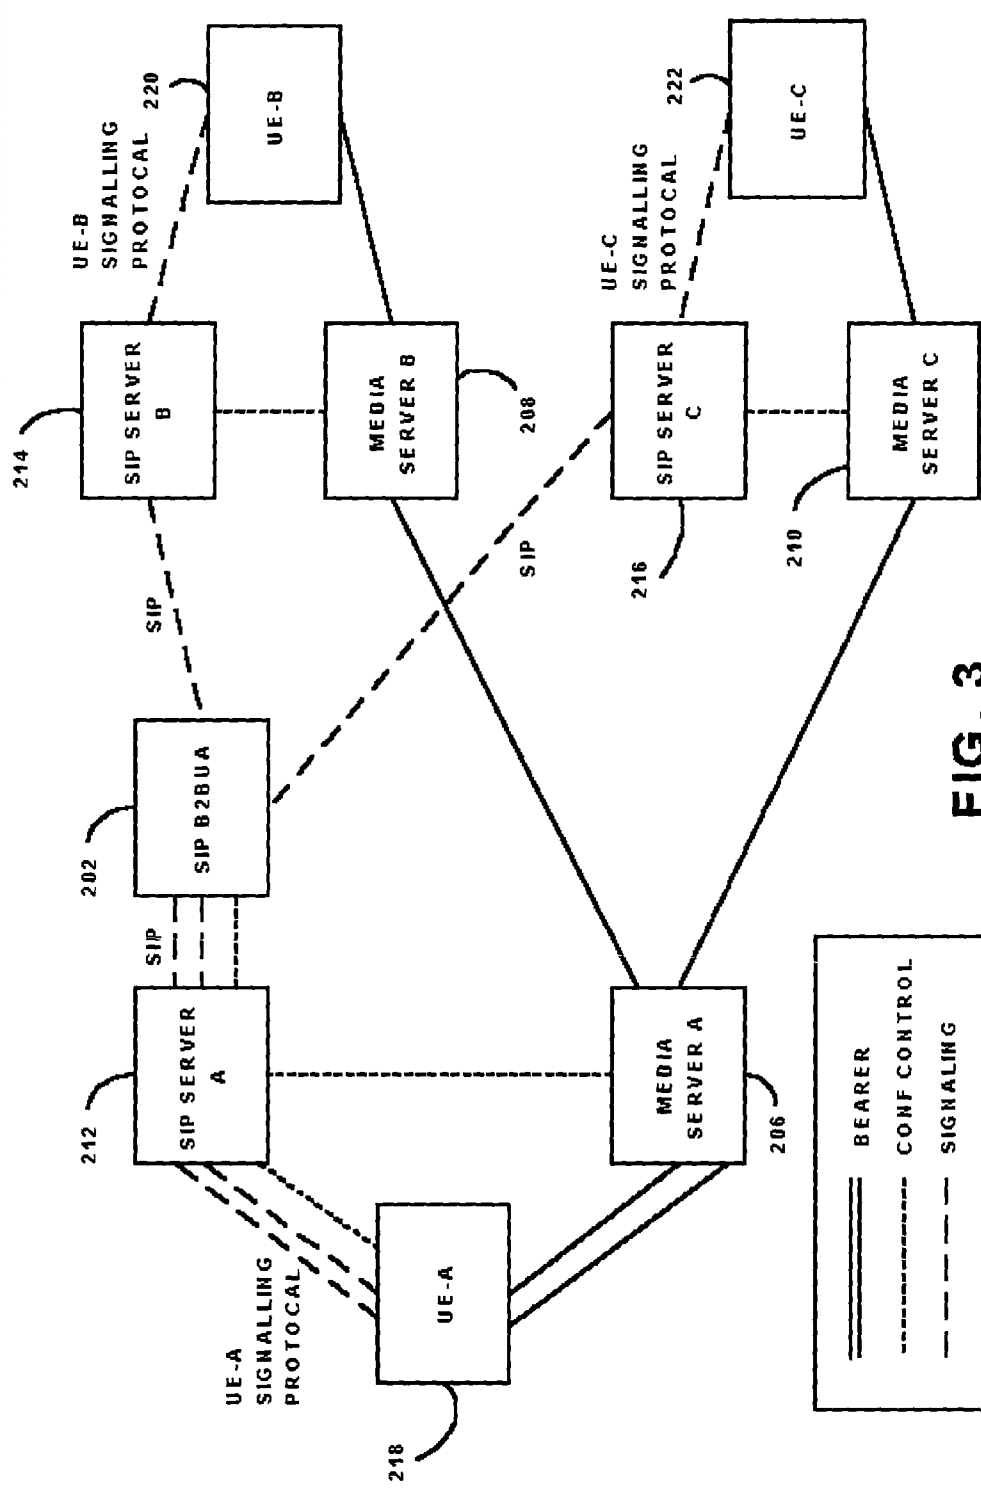 UE-B
SIGNALLING
PROTOCAL
220
UE-B
UE-C
SIGNALLING
PROTOCAL
222
UE-C
214
SIP SERVER
B
MEDIA
SERVER B
208
SIP SERVER
C
216
MEDIA
SERVER C
210
SIP
SIP
202
SIP B2BUA
SIP
212
SIP SERVER
A
MEDIA
SERVER A
206
UE-A
SIGNALLING
PROTOCAL
UE-A
218
BEARER
CONF CONTROL
SIGNALING
FIG. 3